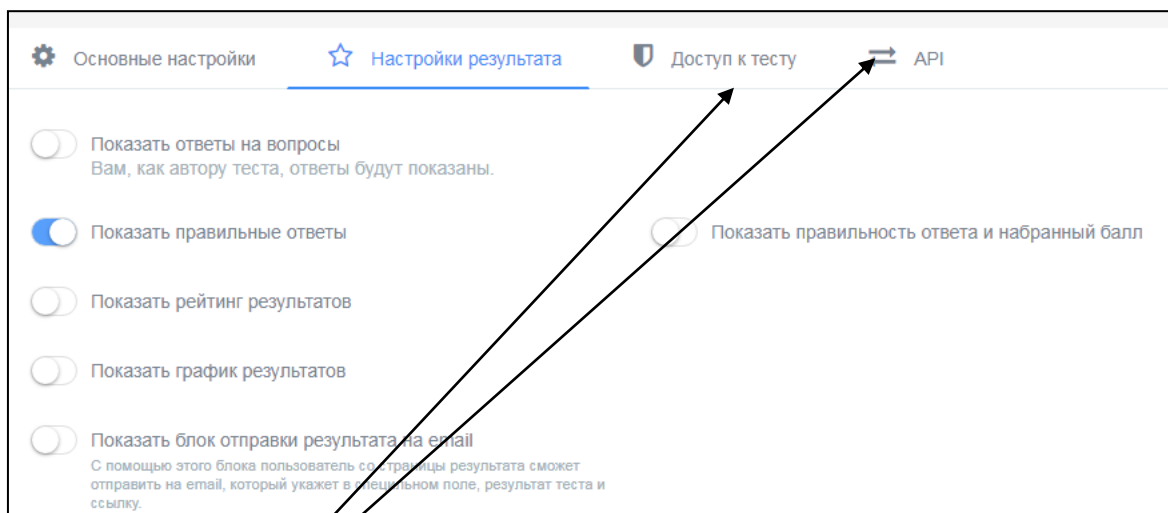 Основные настройки Настройки результата Доступ к тесту API
Показать ответы на вопросы
Вам, как автору теста, ответы будут показаны.
Показать правильные ответы Показать правильность ответа и набранный балл
Показать рейтинг результатов
Показать график результатов
Показать блок отправки результата на email
С помощью этого блока пользователь со страницы результата сможет
отправить на email, который укажет в специльном поле, результат теста и
ссылку.